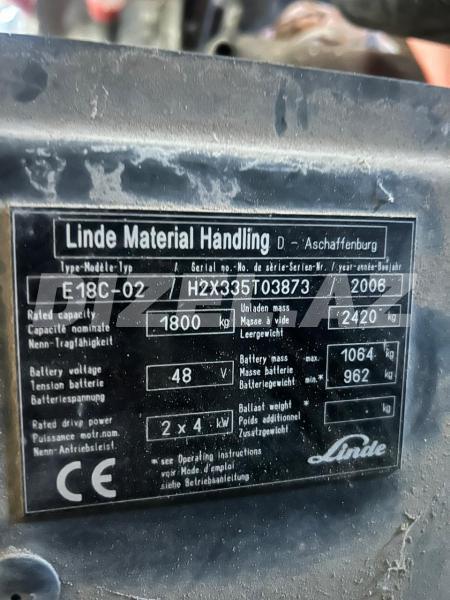 Linde Material Handling D - Aschaffenburg
Type-Modèle-Typ / Serial no.-No. de série-Serien-Nr. / year-année-Baujahr
E18C-02 / H2X335T03873 / 2006
Rated capacity
Capacité nominale
Nenn-Tragfähigkeit
1800 kg
Unladen mass
Masse à vide
Leergewicht
2420 kg
Battery voltage
Tension batterie
Batteriespannung
48 V
Battery mass max. 1064 kg
Masse batterie
Batteriegewicht min.* 962 kg
Rated drive power
Puissance motr.nom.
Nenn-Antriebsleist.
2 x 4 kW
Ballast weight *
Poids additionnel
Zusatzgewicht
kg
CE
*see Operating instructions
voir Mode d'emploi
siehe Betriebsanleitung
Linde
DIZEL.AZ